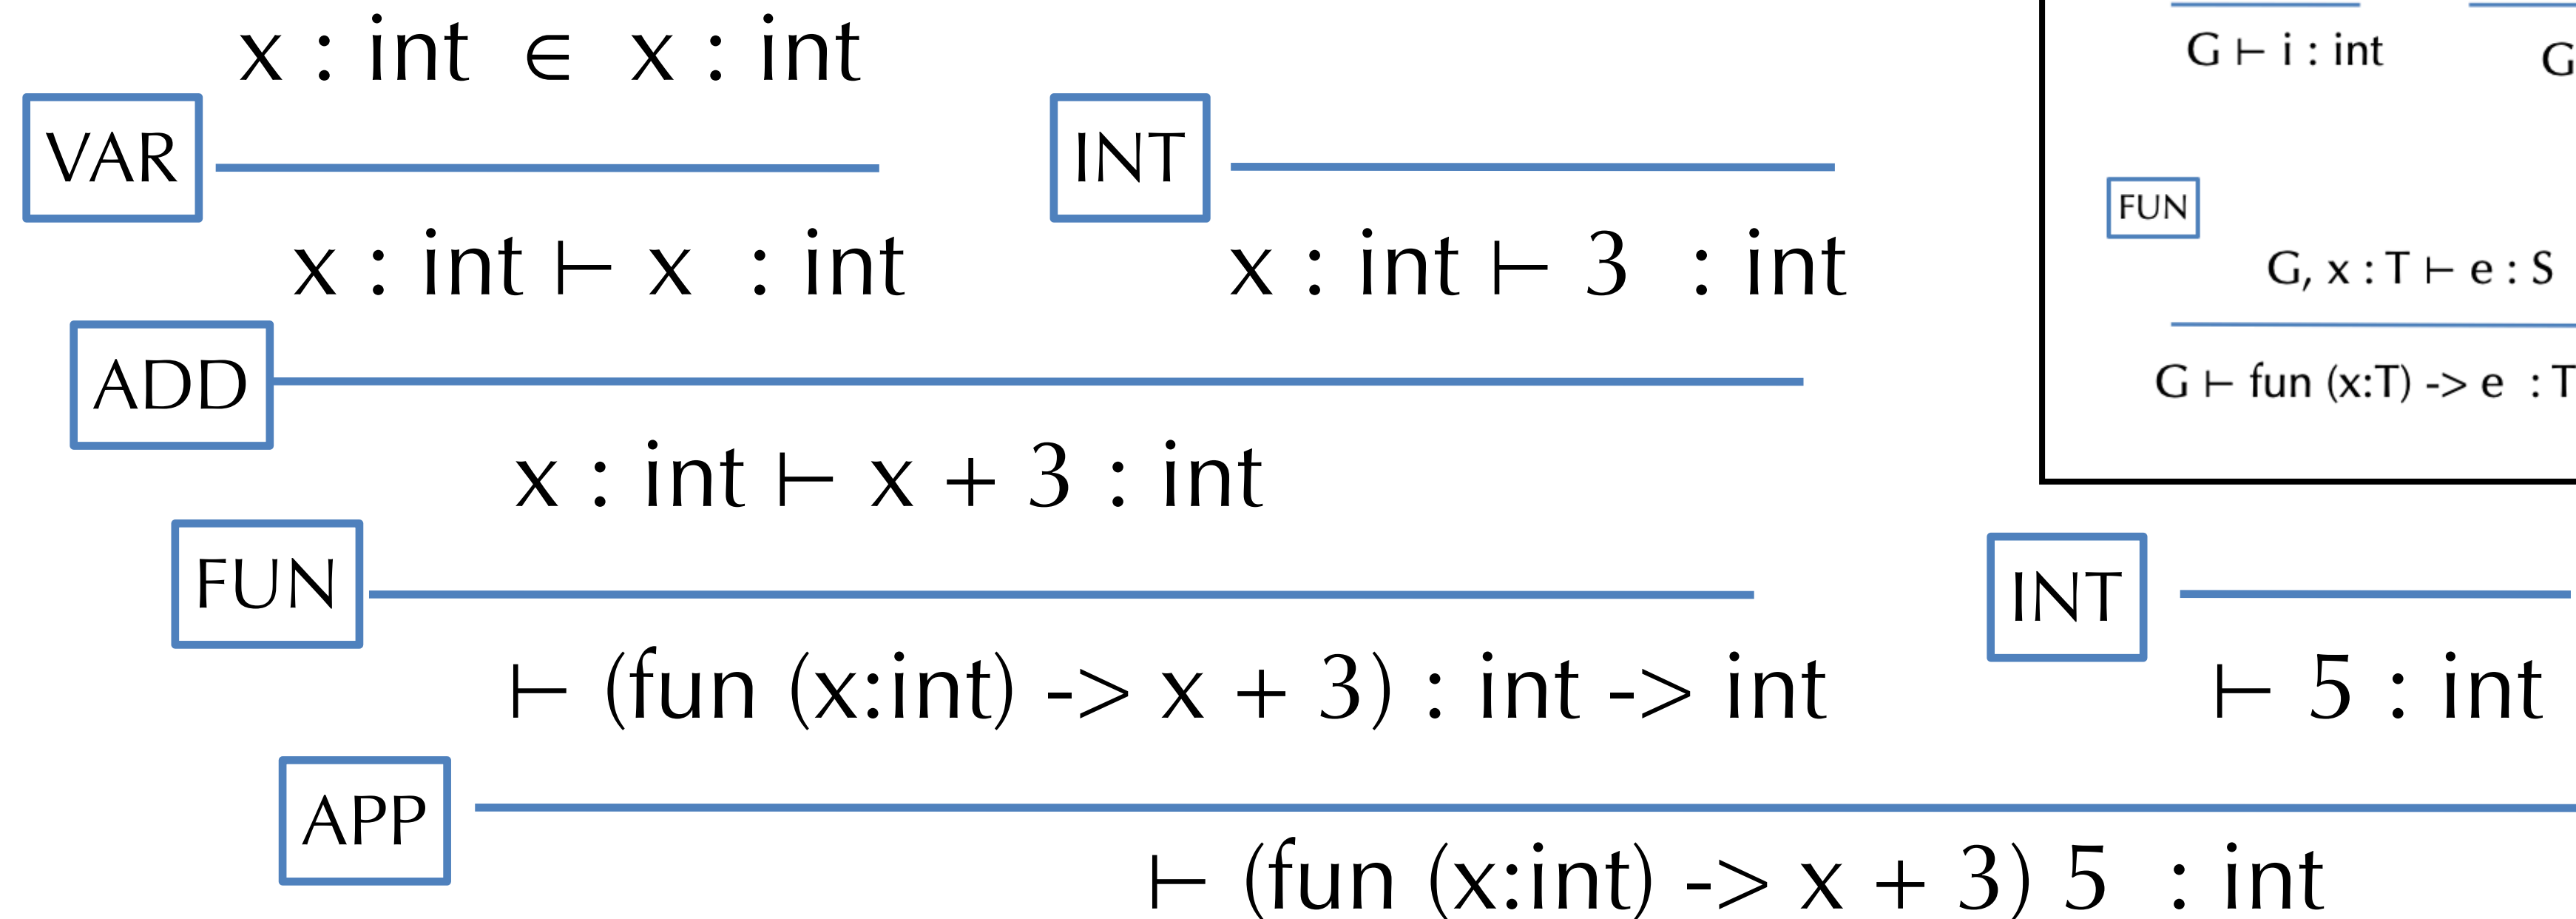 x : int ∈ x : int
VAR
INT
x : int ⊢ x : int
x : int ⊢ 3 : int
ADD
x : int ⊢ x + 3 : int
FUN
INT
⊢ (fun (x:int) -> x + 3) : int -> int
⊢ 5 : int
APP
⊢ (fun (x:int) -> x + 3) 5 : int
G ⊢ i : int
G
FUN
G, x : T ⊢ e : S
G ⊢ fun (x:T) -> e : T